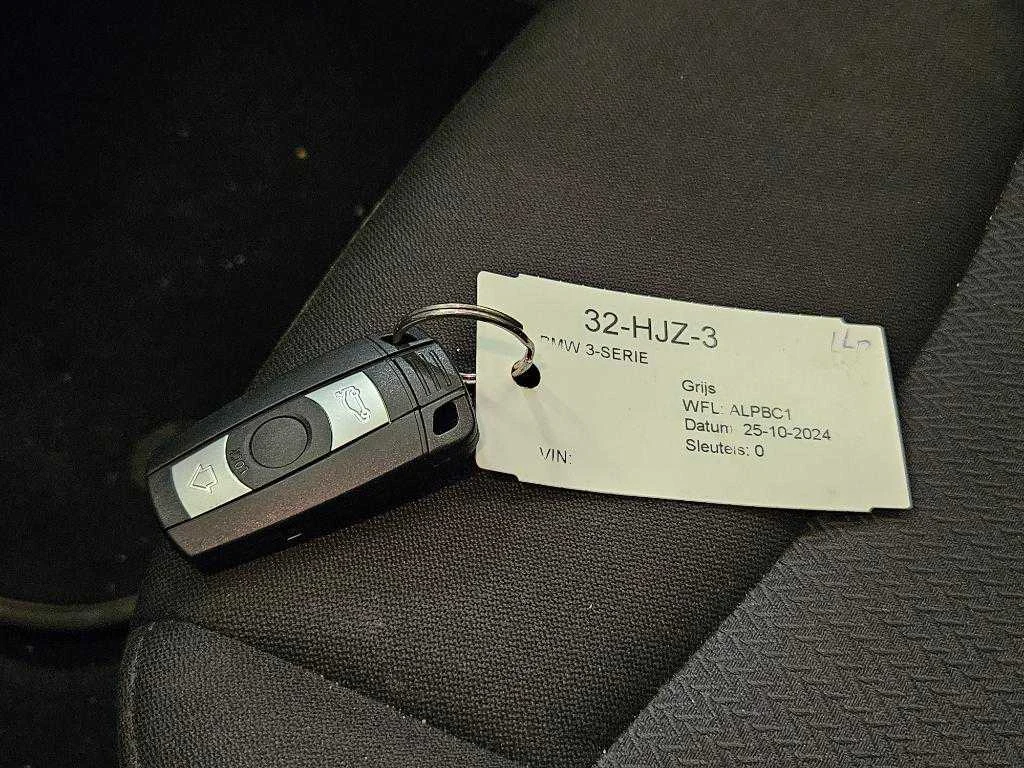 32-HJZ-3
BMW 3-SERIE
Grijs
WFL: ALPBC1
Datum: 25-10-2024
Sleutels: 0
VIN: